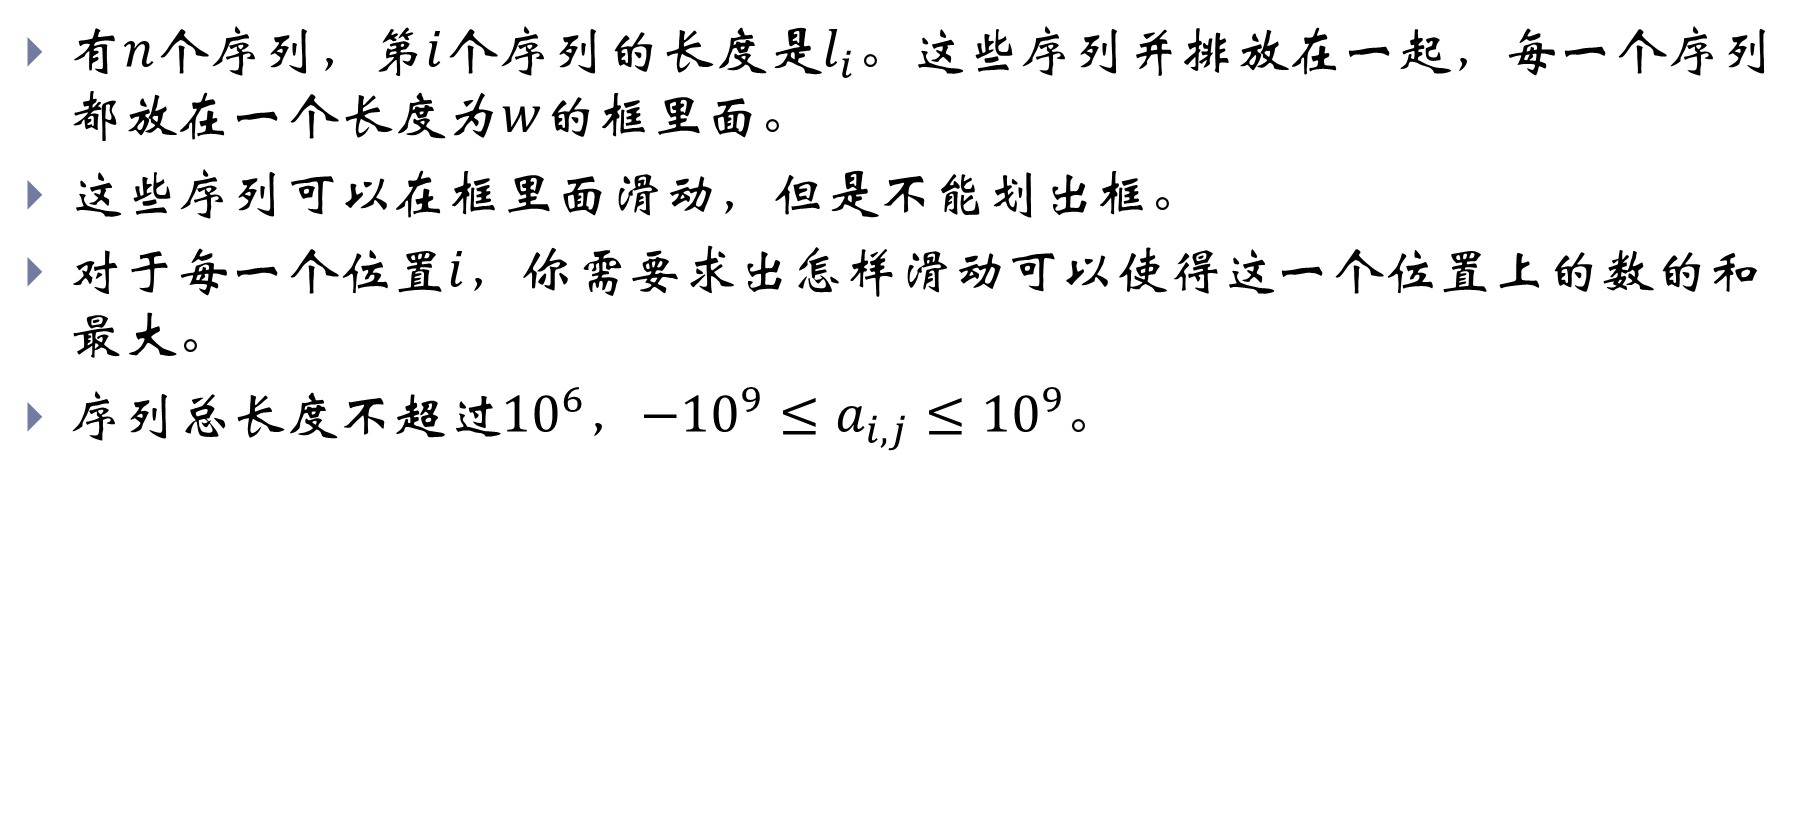 有n个序列，第i个序列的长度是lᵢ。这些序列并排放在一起，每一个序列
都放在一个长度为w的框里面。
这些序列可以在框里面滑动，但是不能划出框。
对于每一个位置i，你需要求出怎样滑动可以使得这一个位置上的数的和
最大。
序列总长度不超过10⁶，−10⁹ ≤ a_{i,j} ≤ 10⁹。